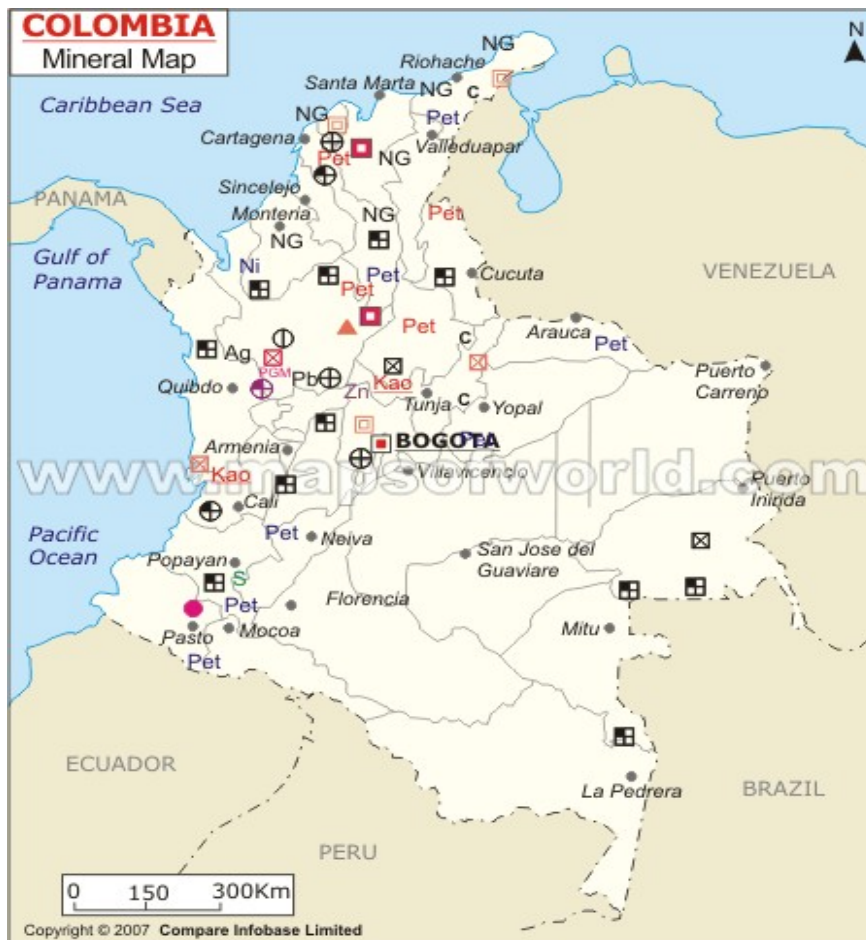 COLOMBIA
Mineral Map
N
NG
Riohache
Santa Marta
NG
C
Caribbean Sea
NG
Pet
Cartagena
Valleduapar
Pet
NG
Sincelejo
PANAMA
Monteria
NG
Pet
NG
Gulf of
Panama
Ni
Pet
Cucuta
VENEZUELA
Pet
Pet
Arauca
Pet
Ag
C
PGM
Pb
Kao
Puerto
Carreno
Quibdo
Zn
Tunja
C
Yopal
Armenia
BOGOTA
www.mapsofworld.com
Kao
Villavicencio
Puerto
Inirida
Cali
Pacific
Ocean
Pet
Neiva
Popayan
San Jose del
Guaviare
S
Pet
Florencia
Pasto
Mocoa
Mitu
Pet
ECUADOR
La Pedrera
BRAZIL
PERU
0 150 300Km
Copyright © 2007 Compare Infobase Limited